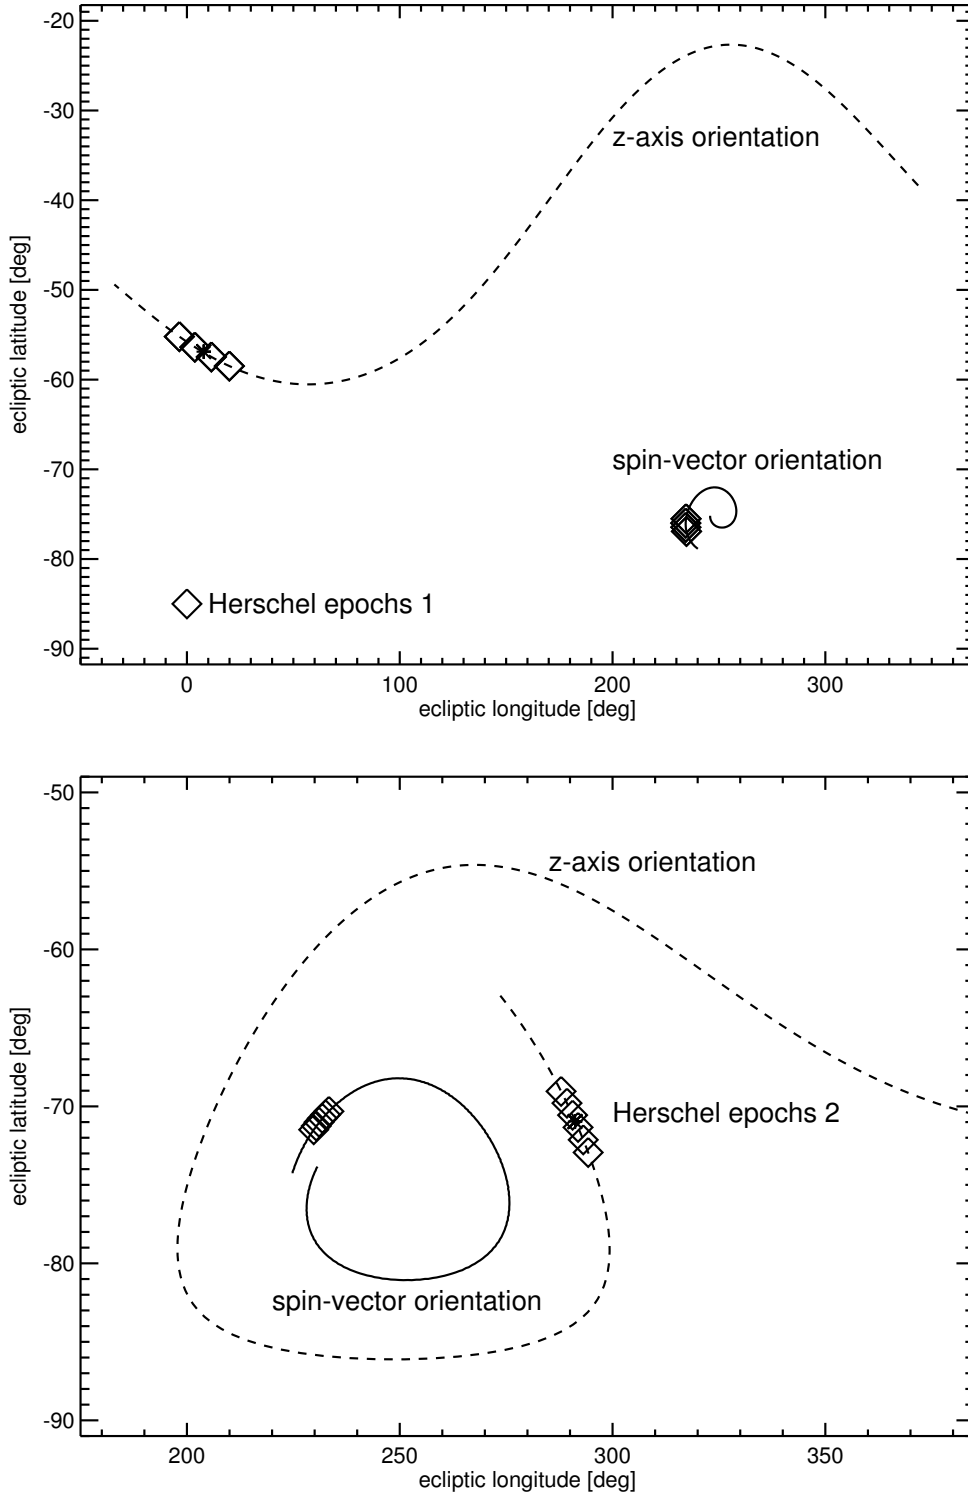 -20
-30
z-axis orientation
-40
-50
-60
ecliptic latitude [deg]
spin-vector orientation
-70
-80
Herschel epochs 1
-90
0 100 200 300
ecliptic longitude [deg]
-50
z-axis orientation
-60
-70
Herschel epochs 2
ecliptic latitude [deg]
-80
spin-vector orientation
-90
200 250 300 350
ecliptic longitude [deg]